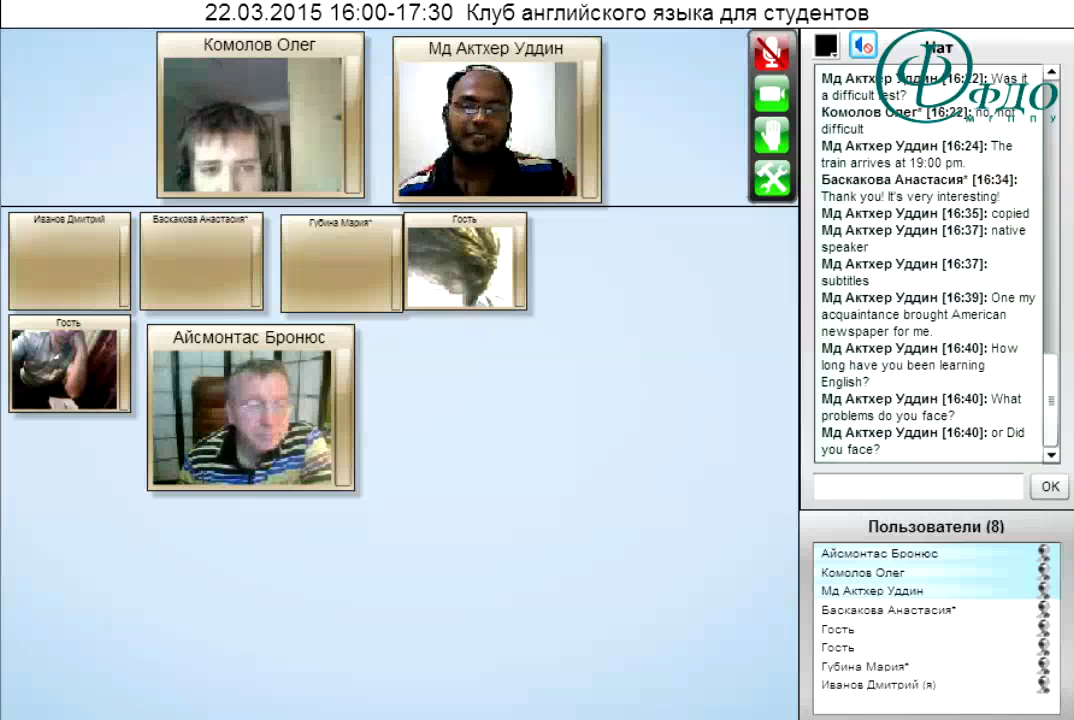 22.03.2015 16:00-17:30 Клуб английского языка для студентов
Комолов Олег
Мд Актхер Уддин
Иванов Дмитрий
Баскакова Анастасия*
Губина Мария*
Гость
Гость
Айсмонтас Бронюс
Чат
ФДО
МГППУ
Мд Актхер Уддин [16:22]: Was it
a difficult test?
Комолов Олег* [16:22]: no, not
difficult
Мд Актхер Уддин [16:24]: The
train arrives at 19:00 pm.
Баскакова Анастасия* [16:34]:
Thank you! It's very interesting!
Мд Актхер Уддин [16:35]: copied
Мд Актхер Уддин [16:37]: native
speaker
Мд Актхер Уддин [16:37]:
subtitles
Мд Актхер Уддин [16:39]: One my
acquaintance brought American
newspaper for me.
Мд Актхер Уддин [16:40]: How
long have you been learning
English?
Мд Актхер Уддин [16:40]: What
problems do you face?
Мд Актхер Уддин [16:40]: or Did
you face?
OK
Пользователи (8)
Айсмонтас Бронюс
Комолов Олег
Мд Актхер Уддин
Баскакова Анастасия*
Гость
Гость
Губина Мария*
Иванов Дмитрий (я)